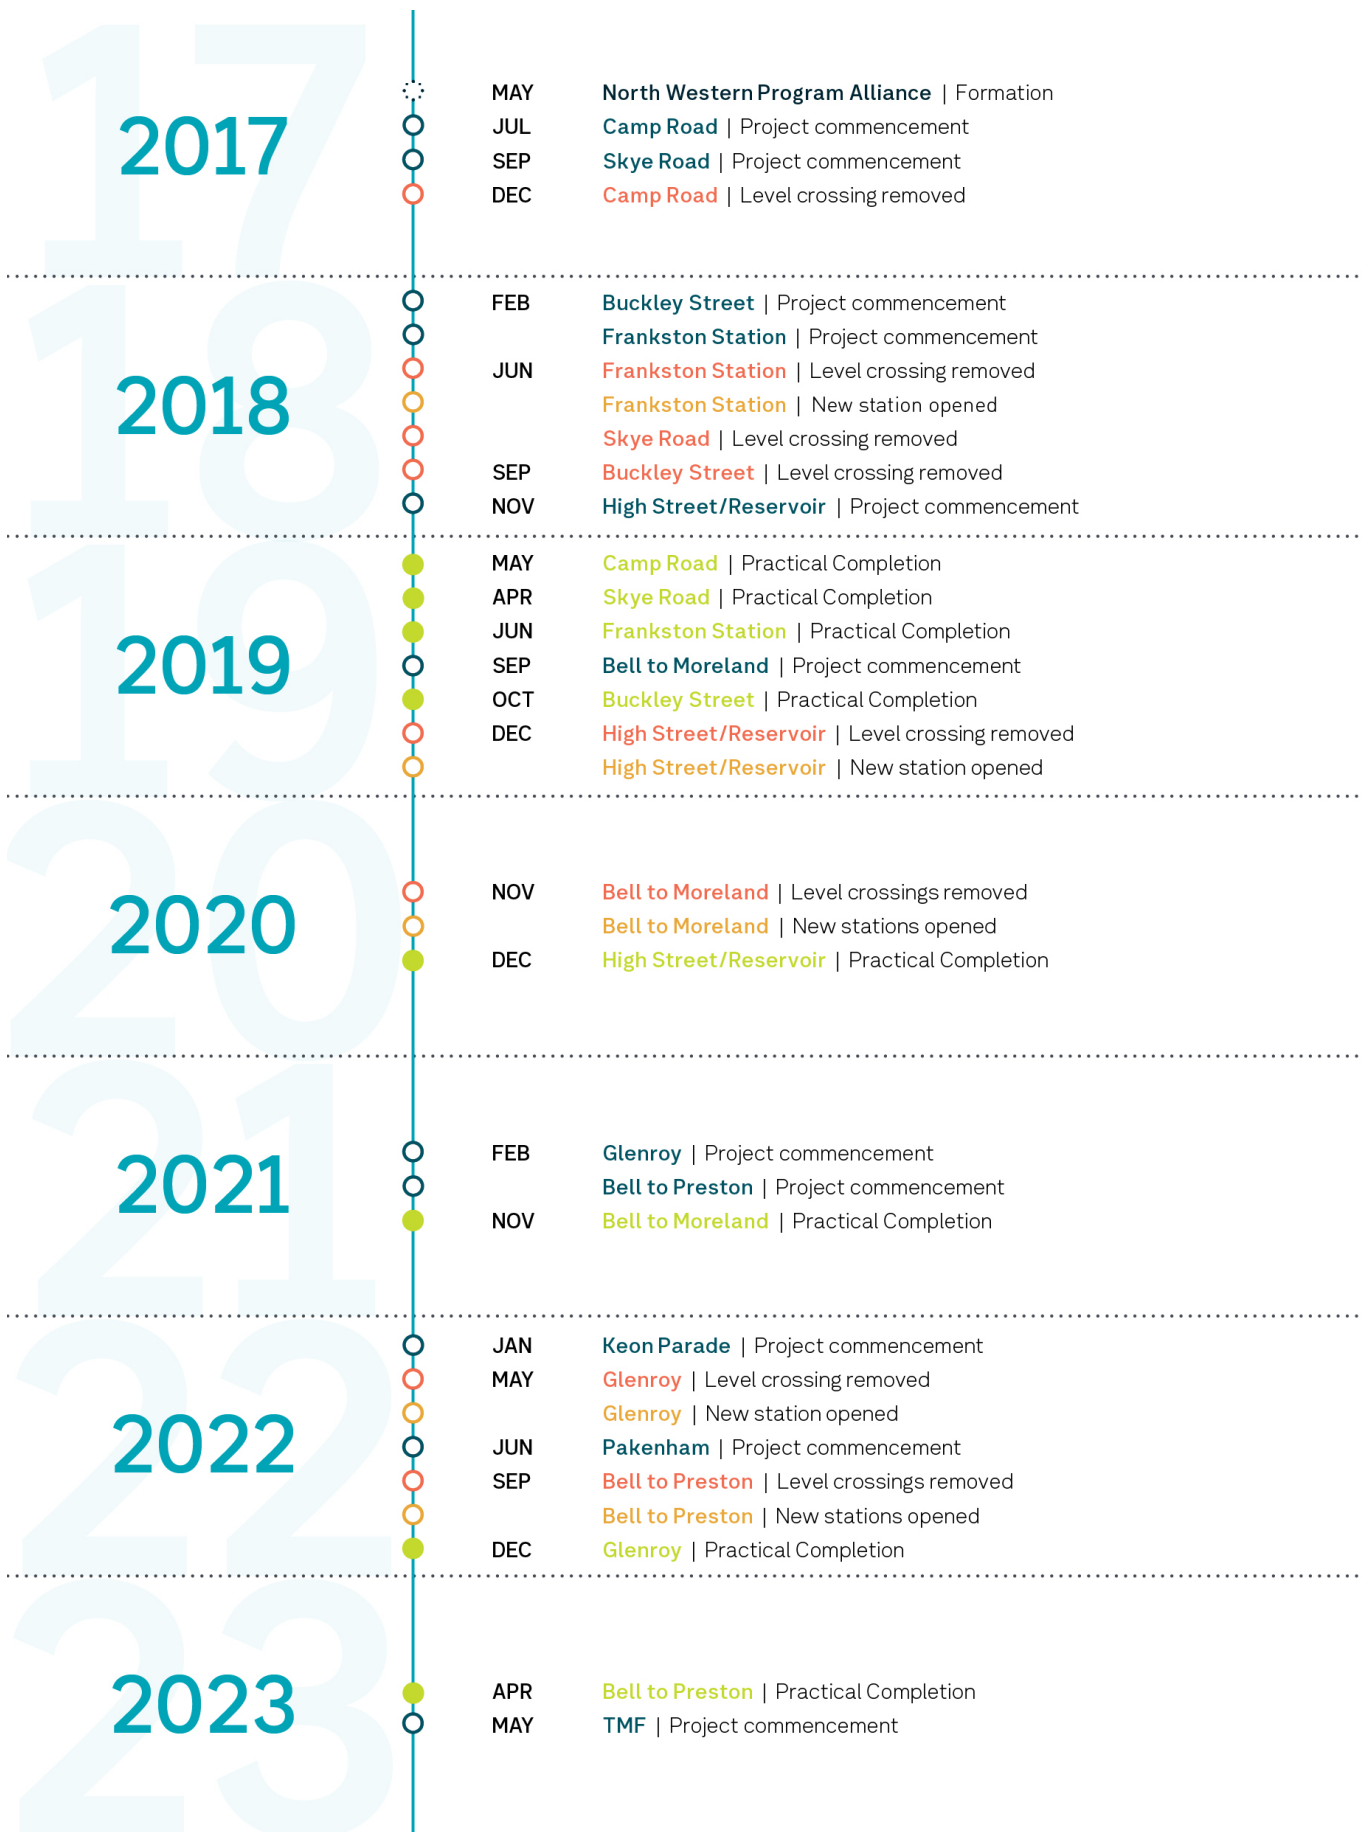 17
2017
MAY North Western Program Alliance | Formation
JUL Camp Road | Project commencement
SEP Skye Road | Project commencement
DEC Camp Road | Level crossing removed
18
2018
FEB Buckley Street | Project commencement
Frankston Station | Project commencement
JUN Frankston Station | Level crossing removed
Frankston Station | New station opened
Skye Road | Level crossing removed
SEP Buckley Street | Level crossing removed
NOV High Street/Reservoir | Project commencement
19
2019
MAY Camp Road | Practical Completion
APR Skye Road | Practical Completion
JUN Frankston Station | Practical Completion
SEP Bell to Moreland | Project commencement
OCT Buckley Street | Practical Completion
DEC High Street/Reservoir | Level crossing removed
High Street/Reservoir | New station opened
20
2020
NOV Bell to Moreland | Level crossings removed
Bell to Moreland | New stations opened
DEC High Street/Reservoir | Practical Completion
21
2021
FEB Glenroy | Project commencement
Bell to Preston | Project commencement
NOV Bell to Moreland | Practical Completion
22
2022
JAN Keon Parade | Project commencement
MAY Glenroy | Level crossing removed
Glenroy | New station opened
JUN Pakenham | Project commencement
SEP Bell to Preston | Level crossings removed
Bell to Preston | New stations opened
DEC Glenroy | Practical Completion
23
2023
APR Bell to Preston | Practical Completion
MAY TMF | Project commencement